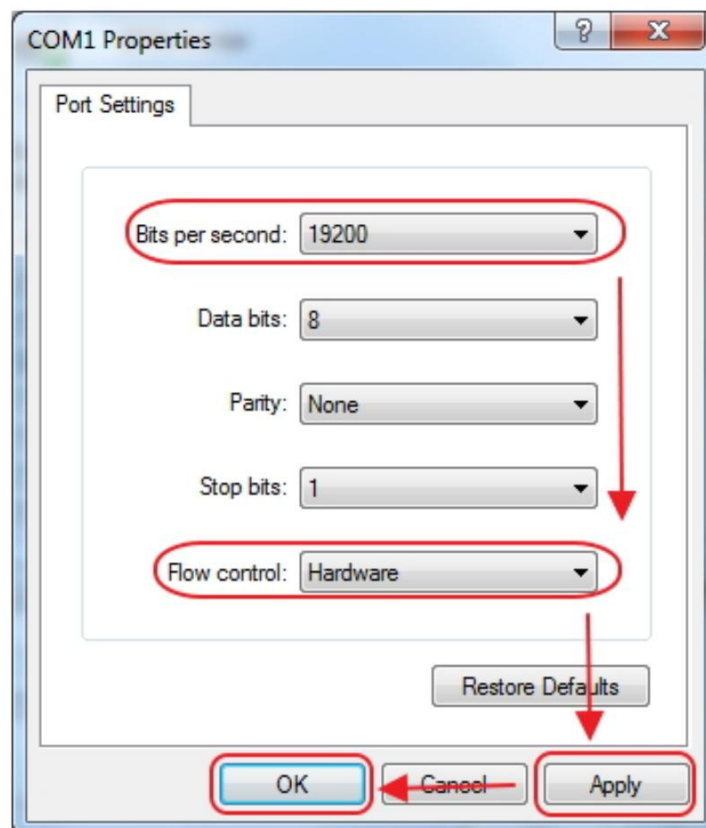 COM1 Properties
Port Settings
Bits per second: 19200
Data bits: 8
Parity: None
Stop bits: 1
Flow control: Hardware
Restore Defaults
OK Cancel Apply